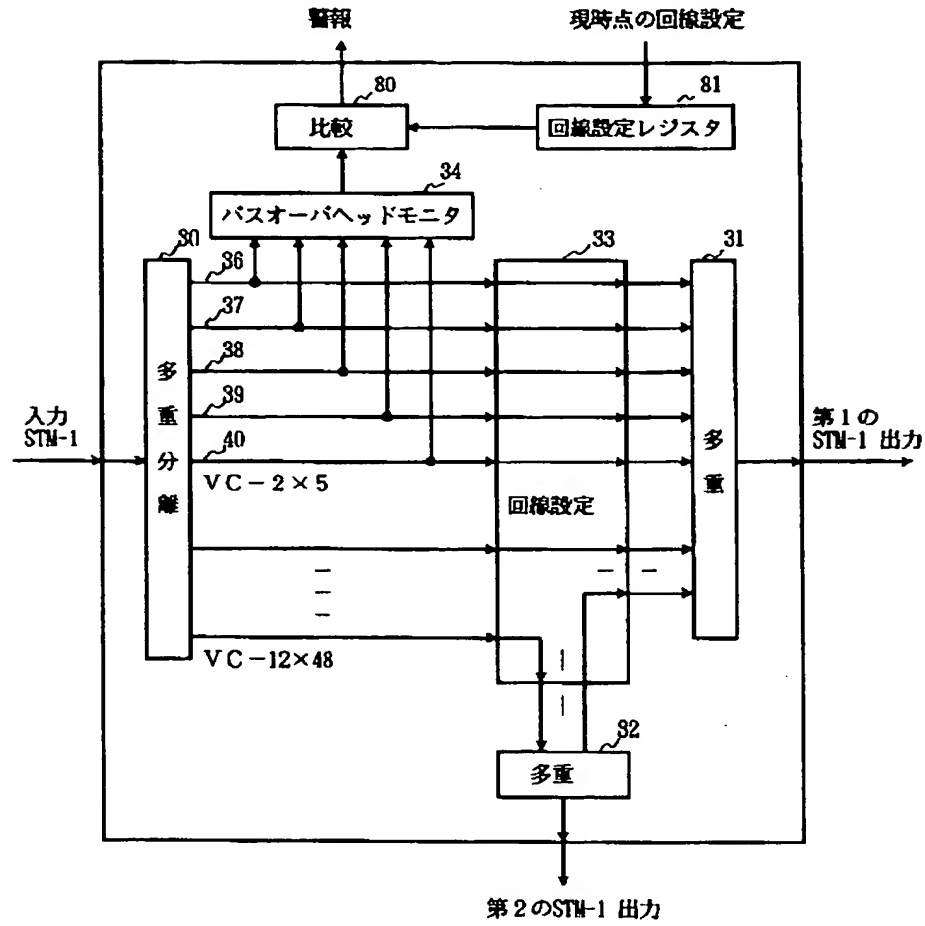 警報
現時点の回線設定
80
81
比較
回線設定レジスタ
34
パスオーバヘッドモニタ
30
36
33
31
37
38
39
40
VC-2×5
多重分離
入力
STM-1
回線設定
多重
第1の
STM-1 出力
VC-12×48
32
多重
第2のSTM-1 出力